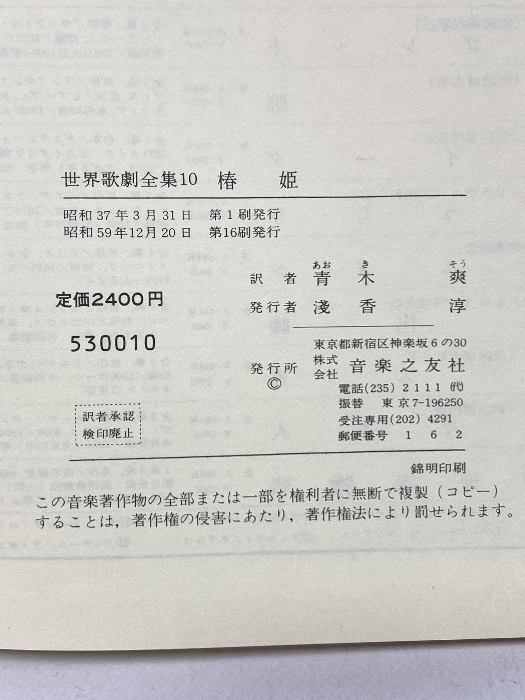 世界歌劇全集10 椿 姫
昭和37年3月31日 第1刷発行
昭和59年12月20日 第16刷発行
定価2400円
530010
あお き そう
訳 者 青 木 爽
発行者 淺 香 淳
東京都新宿区神楽坂6の30
発行所 株式会社 音楽之友社
©
電話(235)2111(代)
振替 東京7-196250
受注専用(202)4291
郵便番号 162
訳者承認
検印廃止
錦明印刷
この音楽著作物の全部または一部を権利者に無断で複製(コピー)
することは,著作権の侵害にあたり,著作権法により罰せられます。